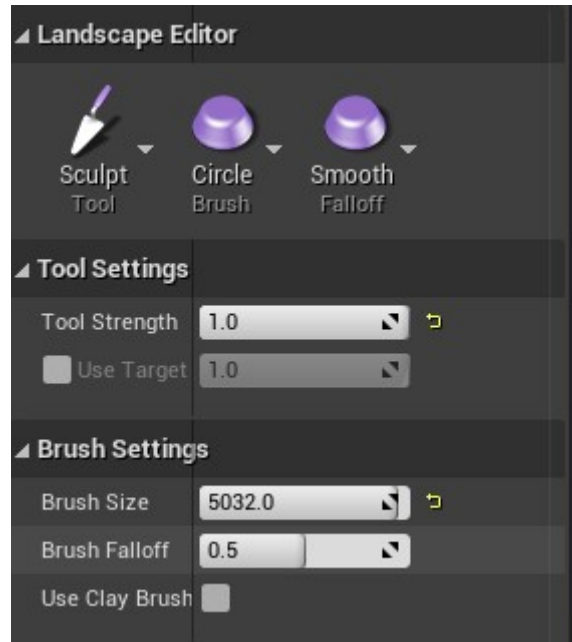 Landscape Editor
Sculpt Circle Smooth
Tool Brush Falloff
Tool Settings
Tool Strength 1.0
Use Target 1.0
Brush Settings
Brush Size 5032.0
Brush Falloff 0.5
Use Clay Brush